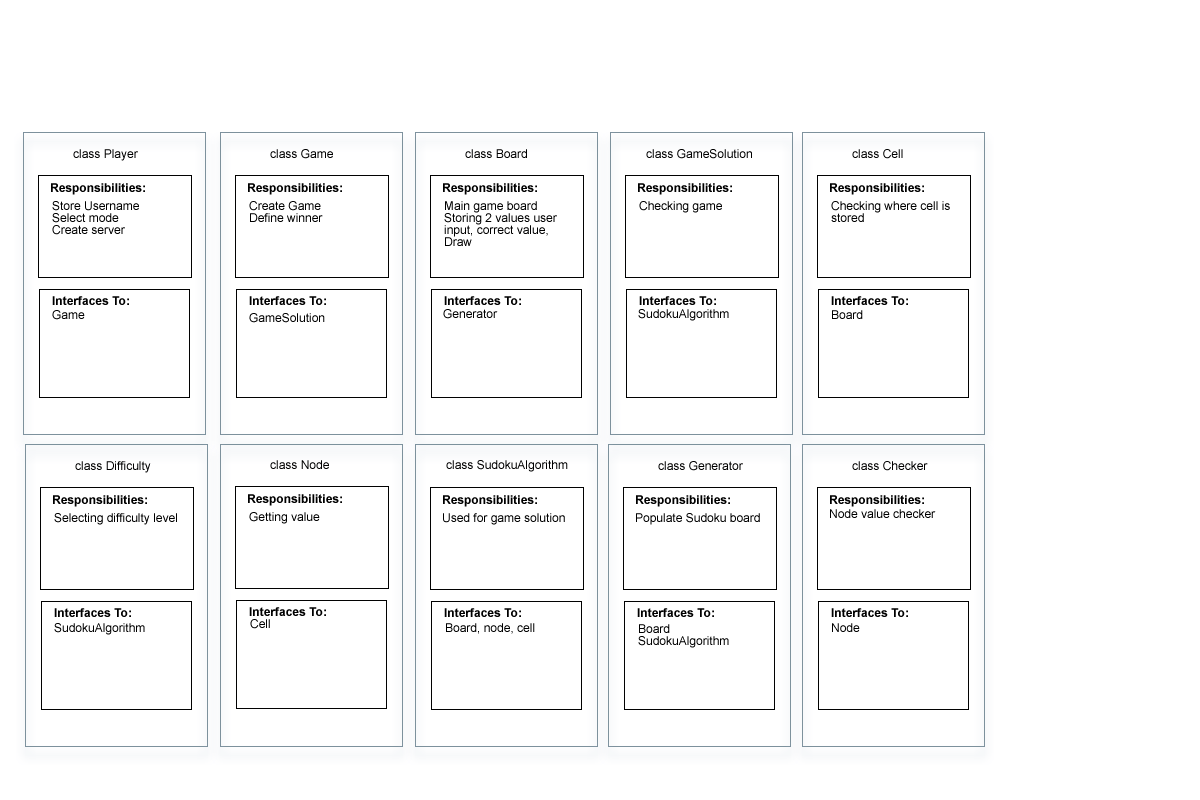 class Player
Responsibilities:
Store Username
Select mode
Create server
Interfaces To:
Game
class Game
Responsibilities:
Create Game
Define winner
Interfaces To:
GameSolution
class Board
Responsibilities:
Main game board
Storing 2 values user
input, correct value,
Draw
Interfaces To:
Generator
class GameSolution
Responsibilities:
Checking game
Interfaces To:
SudokuAlgorithm
class Cell
Responsibilities:
Checking where cell is
stored
Interfaces To:
Board
class Difficulty
Responsibilities:
Selecting difficulty level
Interfaces To:
SudokuAlgorithm
class Node
Responsibilities:
Getting value
Interfaces To:
Cell
class SudokuAlgorithm
Responsibilities:
Used for game solution
Interfaces To:
Board, node, cell
class Generator
Responsibilities:
Populate Sudoku board
Interfaces To:
Board
SudokuAlgorithm
class Checker
Responsibilities:
Node value checker
Interfaces To:
Node